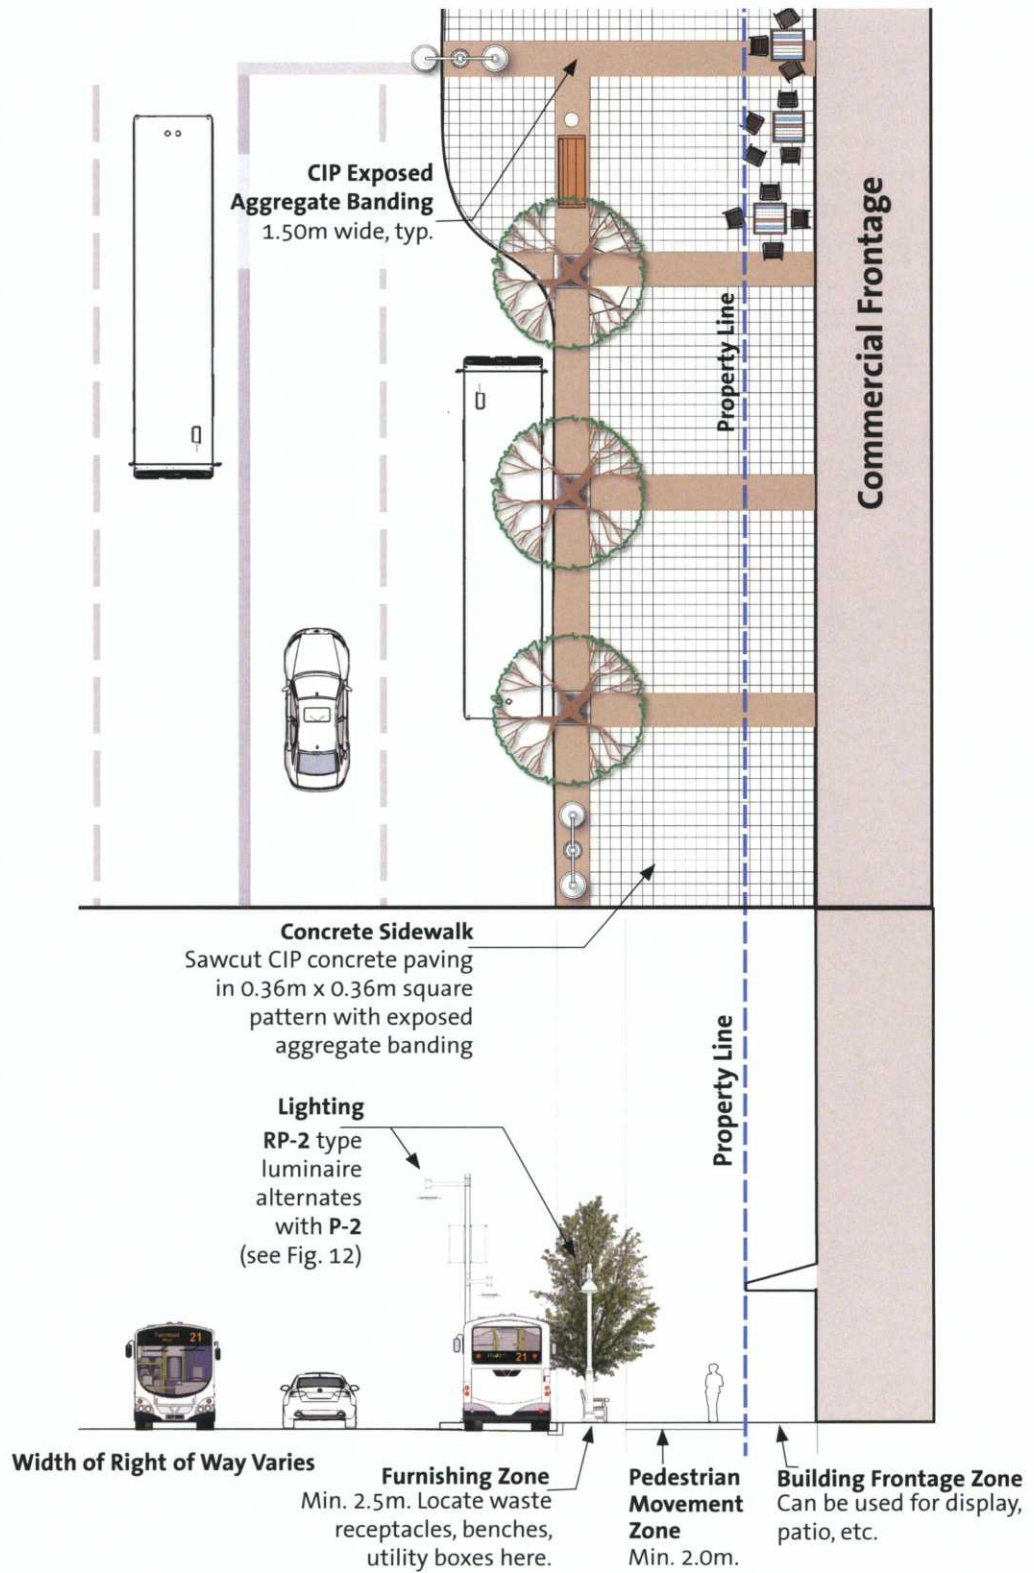 CIP Exposed
Aggregate Banding
1.50m wide, typ.
Property Line
Commercial Frontage
Concrete Sidewalk
Sawcut CIP concrete paving
in 0.36m x 0.36m square
pattern with exposed
aggregate banding
Lighting
RP-2 type
luminaire
alternates
with P-2
(see Fig. 12)
Property Line
21
21
Width of Right of Way Varies
Furnishing Zone
Min. 2.5m. Locate waste
receptacles, benches,
utility boxes here.
Pedestrian
Movement
Zone
Min. 2.0m.
Building Frontage Zone
Can be used for display,
patio, etc.